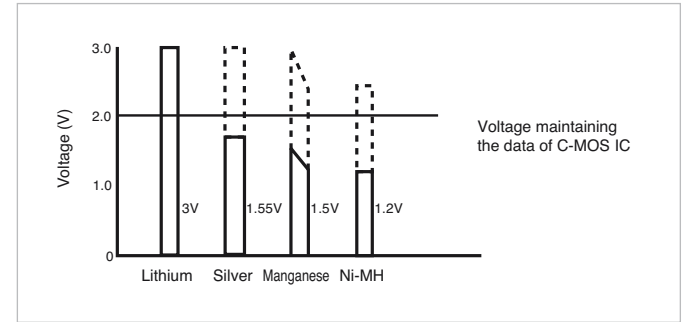 3.0
2.0
1.0
0
Voltage (V)
3V
1.55V
1.5V
1.2V
Lithium
Silver
Manganese
Ni-MH
Voltage maintaining
the data of C-MOS IC